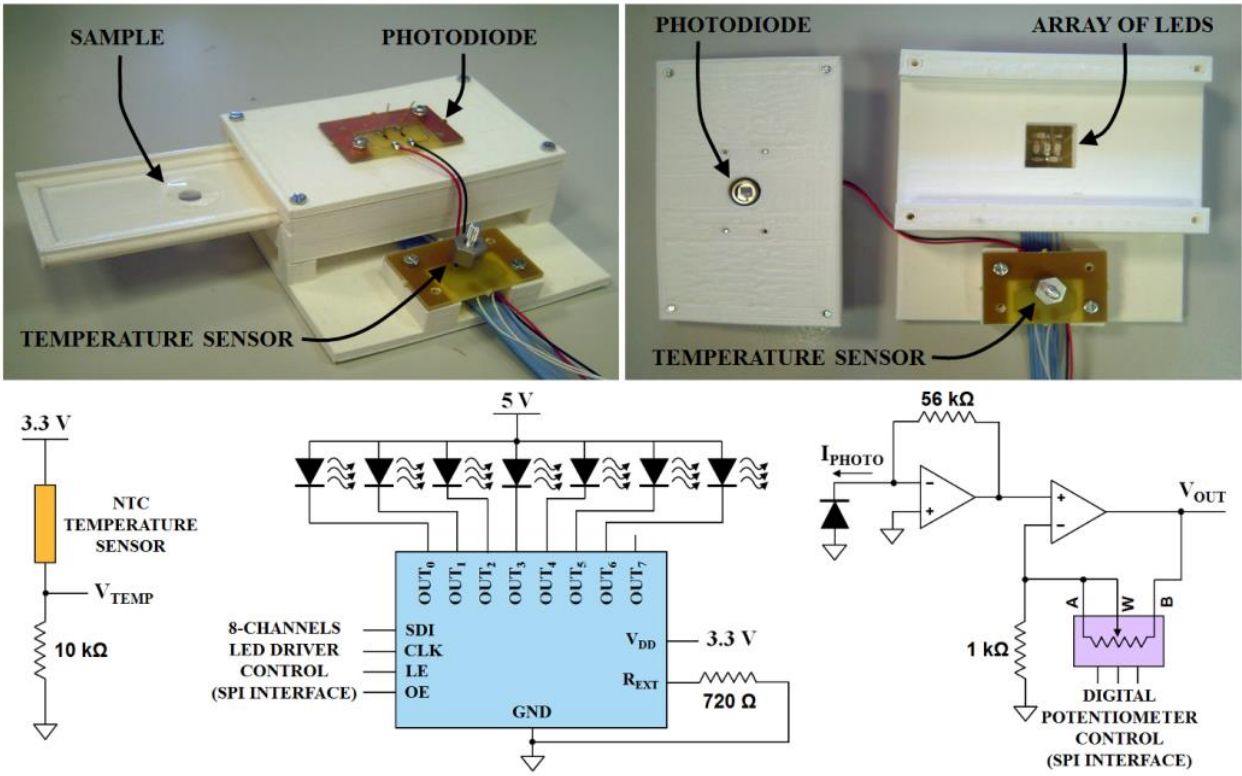 SAMPLE
PHOTODIODE
TEMPERATURE SENSOR
PHOTODIODE
ARRAY OF LEDS
TEMPERATURE SENSOR
3.3 V
NTC
TEMPERATURE
SENSOR
V_TEMP
10 kΩ
5 V
OUT₀
OUT₁
OUT₂
OUT₃
OUT₄
OUT₅
OUT₆
OUT₇
8-CHANNELS
LED DRIVER
CONTROL
(SPI INTERFACE)
SDI
CLK
LE
OE
V_DD
3.3 V
R_EXT
720 Ω
GND
56 kΩ
I_PHOTO
−
+
+
−
V_OUT
A
W
B
1 kΩ
DIGITAL
POTENTIOMETER
CONTROL
(SPI INTERFACE)